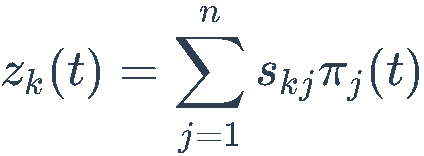 $z_k(t) = \sum_{j=1}^{n} s_{kj} \pi_j(t)$